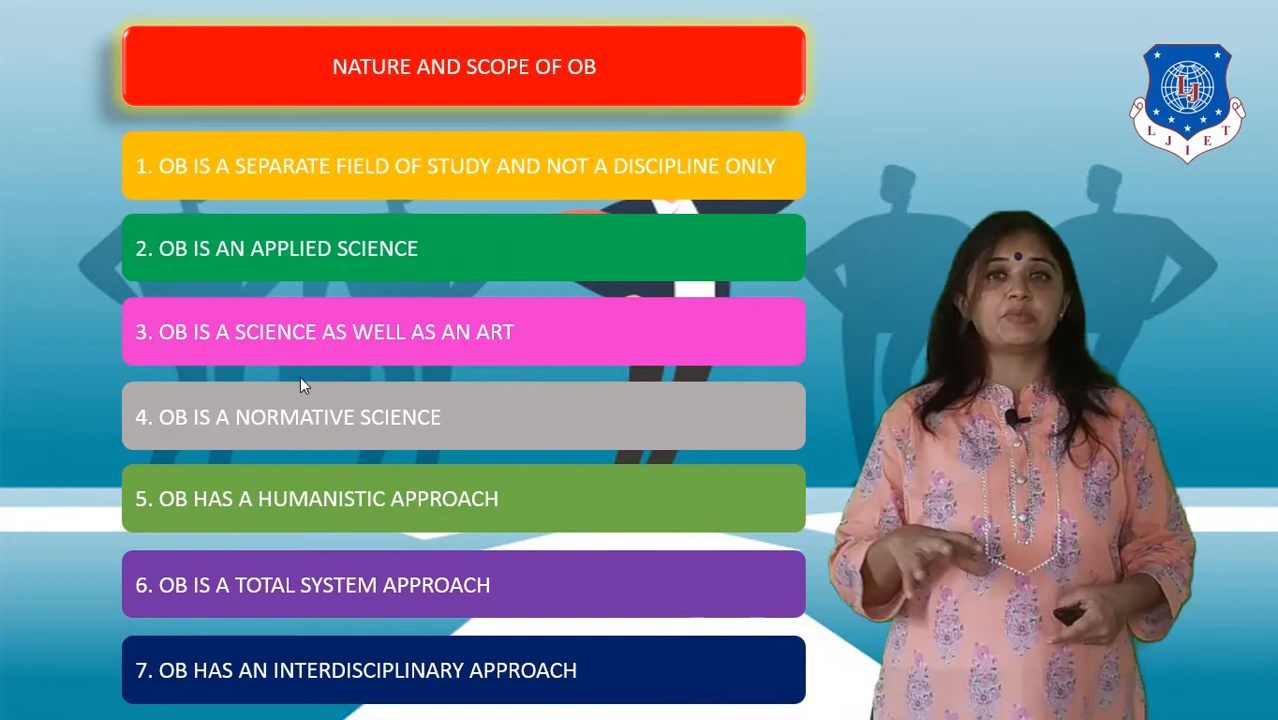 NATURE AND SCOPE OF OB
1. OB IS A SEPARATE FIELD OF STUDY AND NOT A DISCIPLINE ONLY
2. OB IS AN APPLIED SCIENCE
3. OB IS A SCIENCE AS WELL AS AN ART
4. OB IS A NORMATIVE SCIENCE
5. OB HAS A HUMANISTIC APPROACH
6. OB IS A TOTAL SYSTEM APPROACH
7. OB HAS AN INTERDISCIPLINARY APPROACH
LJ
L J I E T